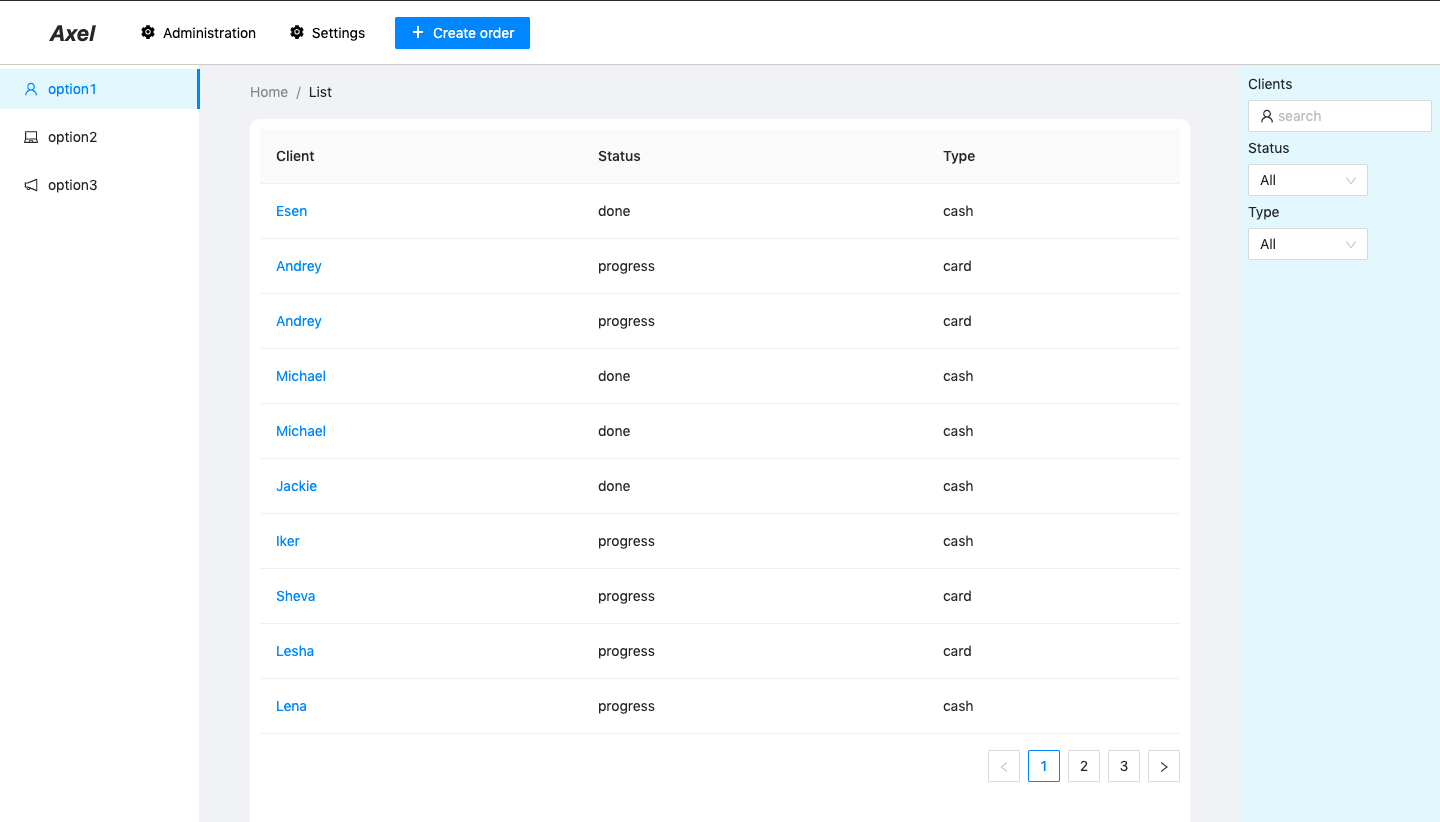 Axel Administration Settings + Create order
option1
option2
option3
Home / List
Client Status Type
Esen done cash
Andrey progress card
Andrey progress card
Michael done cash
Michael done cash
Jackie done cash
Iker progress cash
Sheva progress card
Lesha progress card
Lena progress cash
< 1 2 3 >
Clients
search
Status
All
Type
All